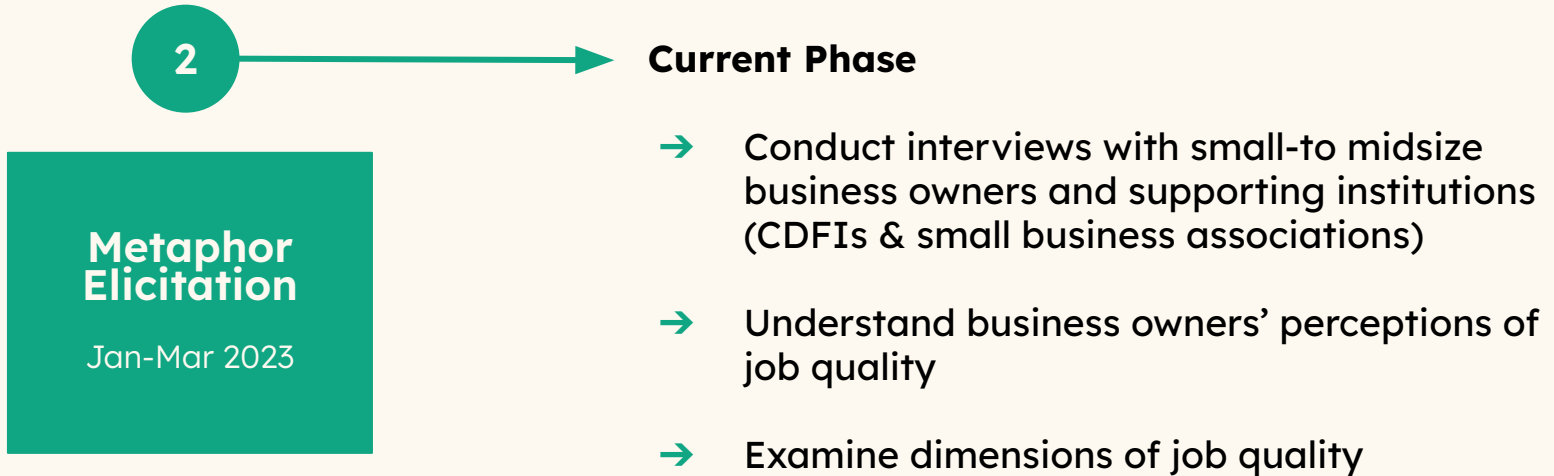 2
Current Phase
Metaphor
Elicitation
Jan-Mar 2023
➔ Conduct interviews with small-to midsize
business owners and supporting institutions
(CDFIs & small business associations)
➔ Understand business owners’ perceptions of
job quality
➔ Examine dimensions of job quality